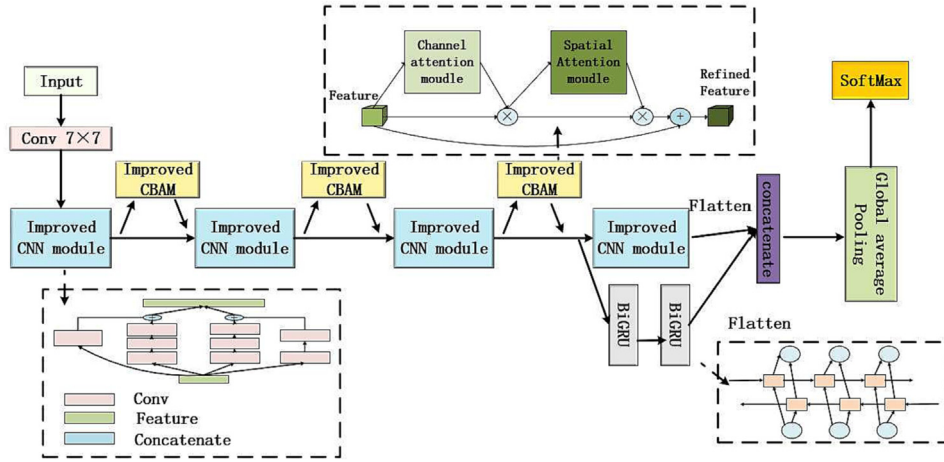 Input
Conv 7×7
Channel
attention
moudle
Spatial
Attention
moudle
Feature
Refined
Feature
SoftMax
Improved
CBAM
Improved
CBAM
Improved
CBAM
Improved
CNN module
Improved
CNN module
Improved
CNN module
Improved
CNN module
Flatten
concatenate
Global average
Pooling
BiGRU
BiGRU
Flatten
Conv
Feature
Concatenate